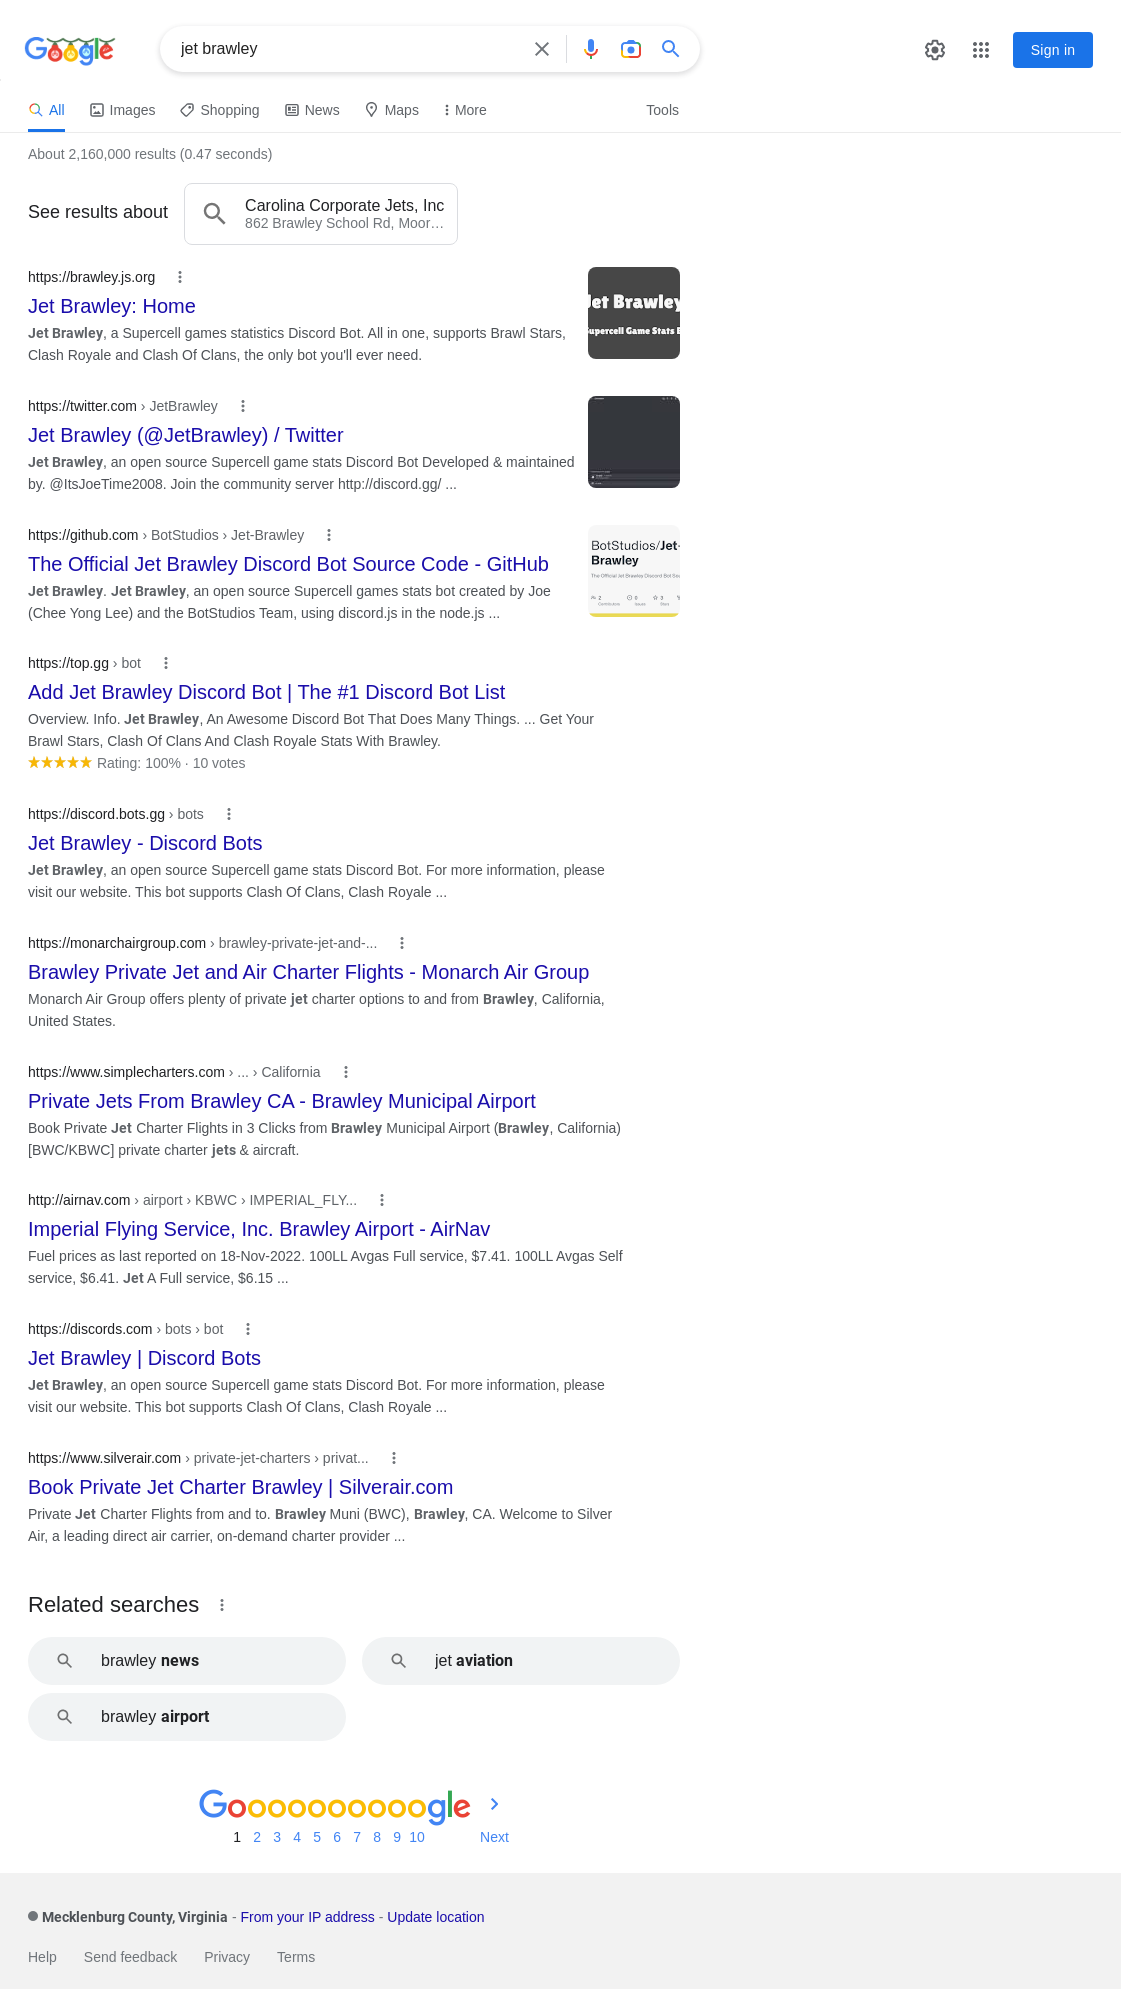 Google
jet brawley
Sign in
All Images Shopping News Maps More Tools
About 2,160,000 results (0.47 seconds)
See results about
Carolina Corporate Jets, Inc
862 Brawley School Rd, Moor…
https://brawley.js.org
Jet Brawley: Home
Jet Brawley, a Supercell games statistics Discord Bot. All in one, supports Brawl Stars,
Clash Royale and Clash Of Clans, the only bot you'll ever need.
Jet Brawley
Supercell Game Stats
https://twitter.com › JetBrawley
Jet Brawley (@JetBrawley) / Twitter
Jet Brawley, an open source Supercell game stats Discord Bot Developed & maintained
by. @ItsJoeTime2008. Join the community server http://discord.gg/ ...
https://github.com › BotStudios › Jet-Brawley
The Official Jet Brawley Discord Bot Source Code - GitHub
Jet Brawley. Jet Brawley, an open source Supercell games stats bot created by Joe
(Chee Yong Lee) and the BotStudios Team, using discord.js in the node.js ...
BotStudios/Jet-
Brawley
The Official Jet Brawley Discord Bot
https://top.gg › bot
Add Jet Brawley Discord Bot | The #1 Discord Bot List
Overview. Info. Jet Brawley, An Awesome Discord Bot That Does Many Things. ... Get Your
Brawl Stars, Clash Of Clans And Clash Royale Stats With Brawley.
Rating: 100% · 10 votes
https://discord.bots.gg › bots
Jet Brawley - Discord Bots
Jet Brawley, an open source Supercell game stats Discord Bot. For more information, please
visit our website. This bot supports Clash Of Clans, Clash Royale ...
https://monarchairgroup.com › brawley-private-jet-and-...
Brawley Private Jet and Air Charter Flights - Monarch Air Group
Monarch Air Group offers plenty of private jet charter options to and from Brawley, California,
United States.
https://www.simplecharters.com › ... › California
Private Jets From Brawley CA - Brawley Municipal Airport
Book Private Jet Charter Flights in 3 Clicks from Brawley Municipal Airport (Brawley, California)
[BWC/KBWC] private charter jets & aircraft.
http://airnav.com › airport › KBWC › IMPERIAL_FLY...
Imperial Flying Service, Inc. Brawley Airport - AirNav
Fuel prices as last reported on 18-Nov-2022. 100LL Avgas Full service, $7.41. 100LL Avgas Self
service, $6.41. Jet A Full service, $6.15 ...
https://discords.com › bots › bot
Jet Brawley | Discord Bots
Jet Brawley, an open source Supercell game stats Discord Bot. For more information, please
visit our website. This bot supports Clash Of Clans, Clash Royale ...
https://www.silverair.com › private-jet-charters › privat...
Book Private Jet Charter Brawley | Silverair.com
Private Jet Charter Flights from and to. Brawley Muni (BWC), Brawley, CA. Welcome to Silver
Air, a leading direct air carrier, on-demand charter provider ...
Related searches
brawley news
jet aviation
brawley airport
Goooooooooogle
1 2 3 4 5 6 7 8 9 10 Next
Mecklenburg County, Virginia - From your IP address - Update location
Help Send feedback Privacy Terms